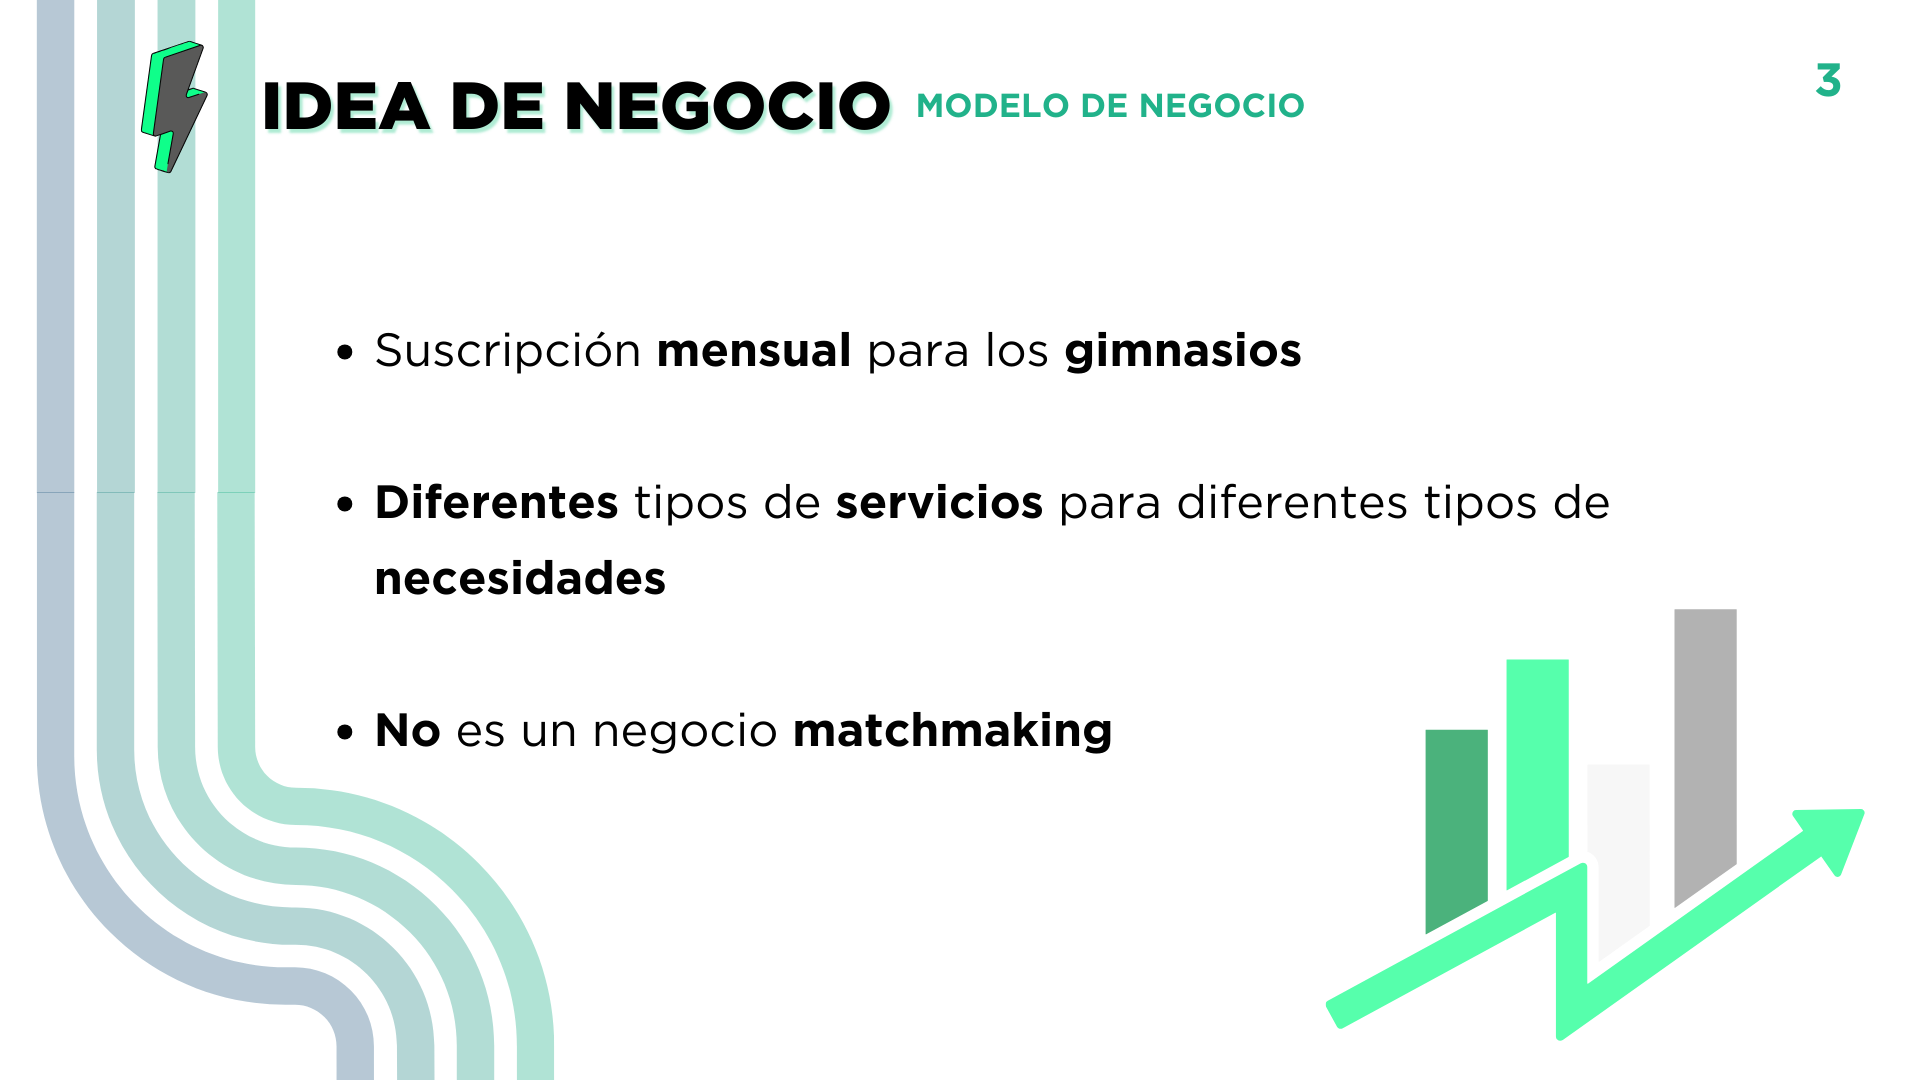 IDEA DE NEGOCIO MODELO DE NEGOCIO
3
• Suscripción mensual para los gimnasios
• Diferentes tipos de servicios para diferentes tipos de
necesidades
• No es un negocio matchmaking